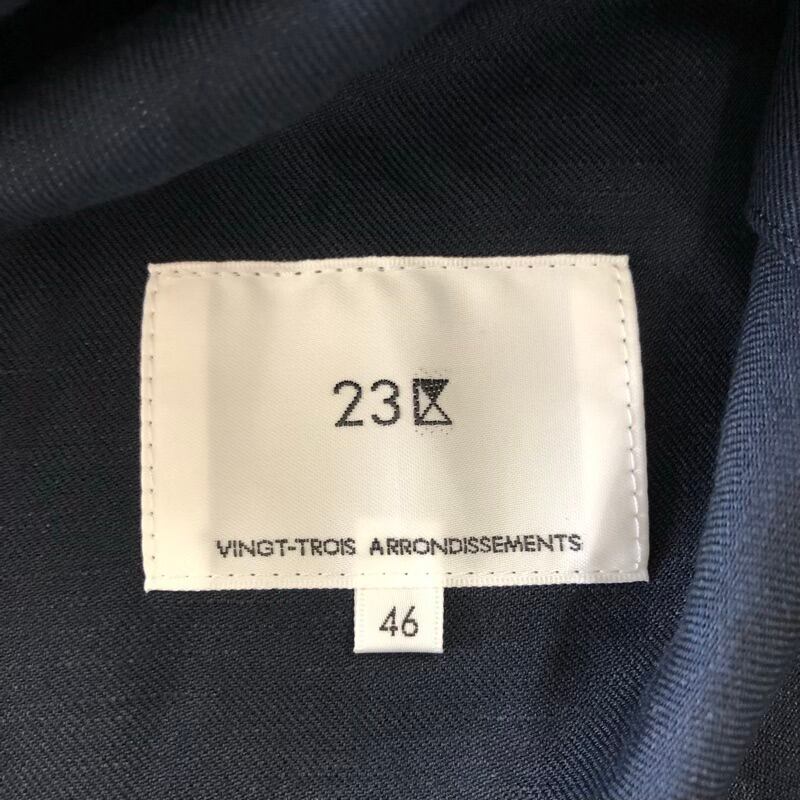 23区
VINGT-TROIS ARRONDISSEMENTS
46